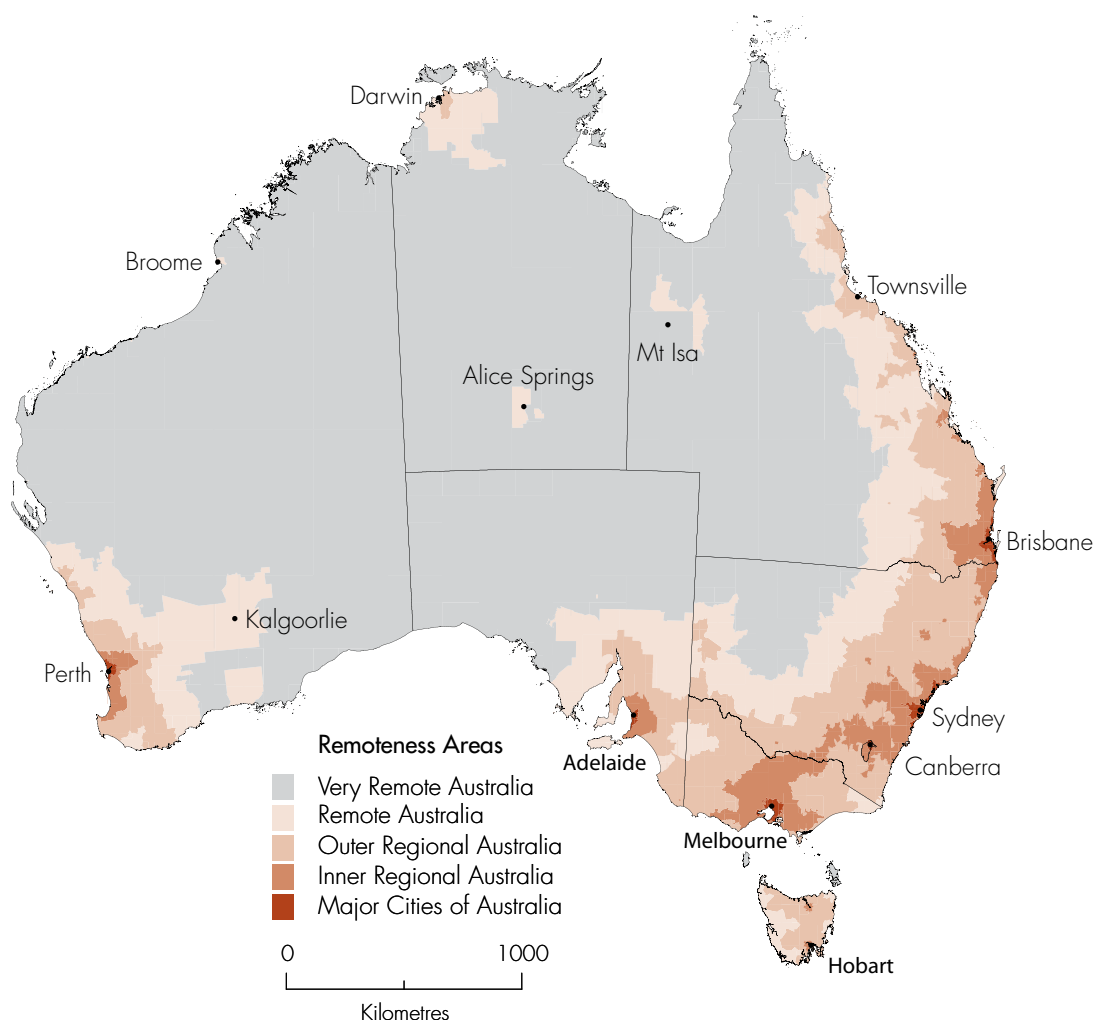 Darwin
Broome
Townsville
Mt Isa
Alice Springs
Brisbane
Kalgoorlie
Perth
Sydney
Adelaide
Canberra
Melbourne
Hobart
Remoteness Areas
Very Remote Australia
Remote Australia
Outer Regional Australia
Inner Regional Australia
Major Cities of Australia
0 1000
Kilometres